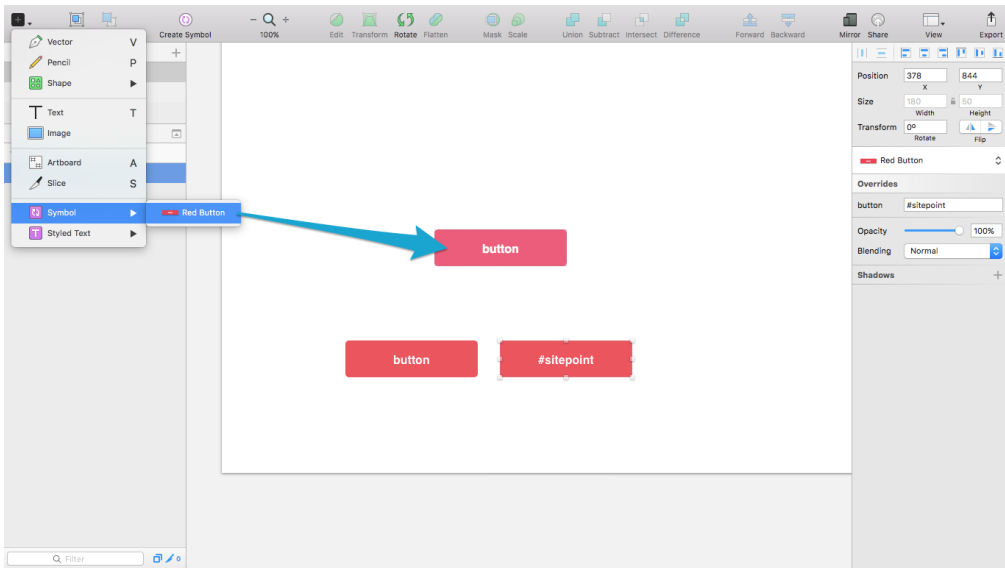 Create Symbol
100%
Edit Transform Rotate Flatten
Mask Scale
Union Subtract Intersect Difference
Forward Backward
Mirror Share
View
Export
Vector V
Pencil P
Shape
Text T
Image
Artboard A
Slice S
Symbol
Styled Text
Red Button
button
button
#sitepoint
Position 378 844
X Y
Size 180 50
Width Height
Transform 0º
Rotate Flip
Red Button
Overrides
button #sitepoint
Opacity 100%
Blending Normal
Shadows
Filter
0